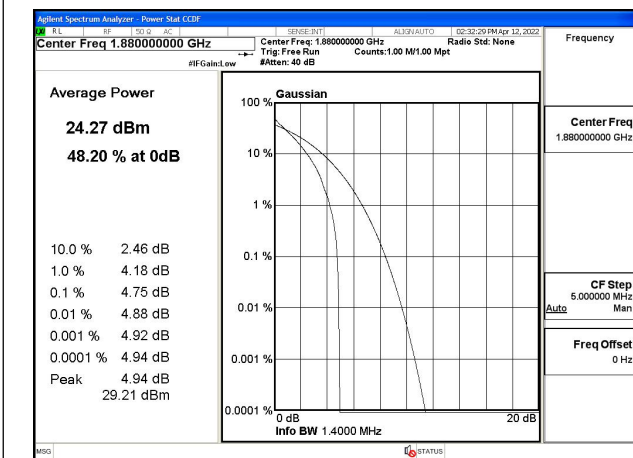 Agilent Spectrum Analyzer - Power Stat CCDF
LXI RL RF 50 Ω AC SENSE:INT ALIGN AUTO 02:32:29 PM Apr 12, 2022
Center Freq 1.880000000 GHz
Center Freq: 1.880000000 GHz Radio Std: None
Trig: Free Run Counts:1.00 M/1.00 Mpt
#IFGain:Low #Atten: 40 dB
Frequency
Average Power
24.27 dBm
48.20 % at 0dB
10.0 % 2.46 dB
1.0 % 4.18 dB
0.1 % 4.75 dB
0.01 % 4.88 dB
0.001 % 4.92 dB
0.0001 % 4.94 dB
Peak 4.94 dB
29.21 dBm
Gaussian
100 %
10 %
1 %
0.1 %
0.01 %
0.001 %
0.0001 %
0 dB 20 dB
Info BW 1.4000 MHz
Center Freq
1.880000000 GHz
CF Step
5.000000 MHz
Auto Man
Freq Offset
0 Hz
MSG STATUS